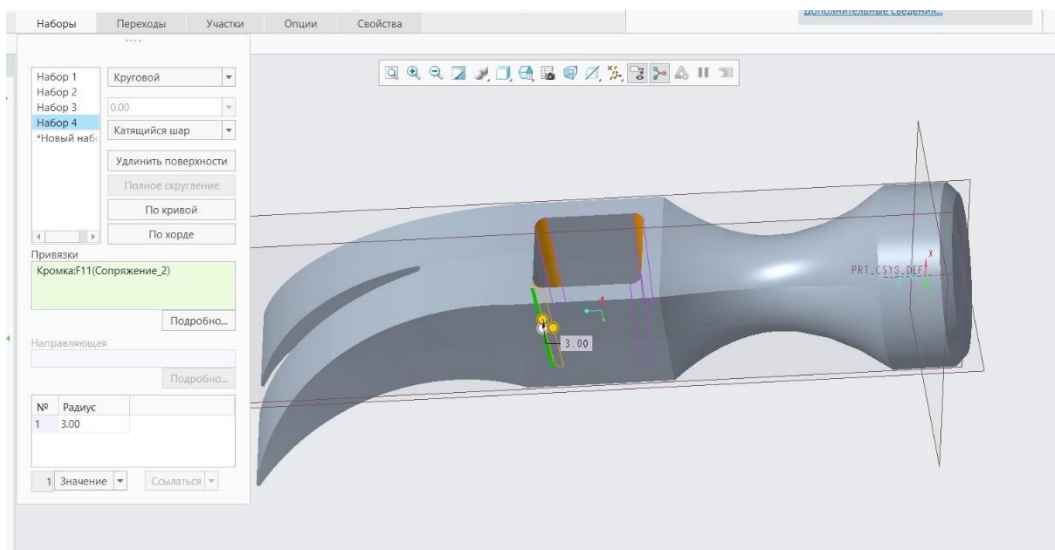 Дополнительные сведения...
Наборы Переходы Участки Опции Свойства
Набор 1
Набор 2
Набор 3
Набор 4
*Новый набо
Круговой
0.00
Катящийся шар
Удлинить поверхности
Полное скругление
По кривой
По хорде
Привязки
Кромка:F11(Сопряжение_2)
Подробно...
Направляющая
Подробно...
№ Радиус
1 3.00
1 Значение Ссылаться
3.00
PRT_CSYS_DEF
X